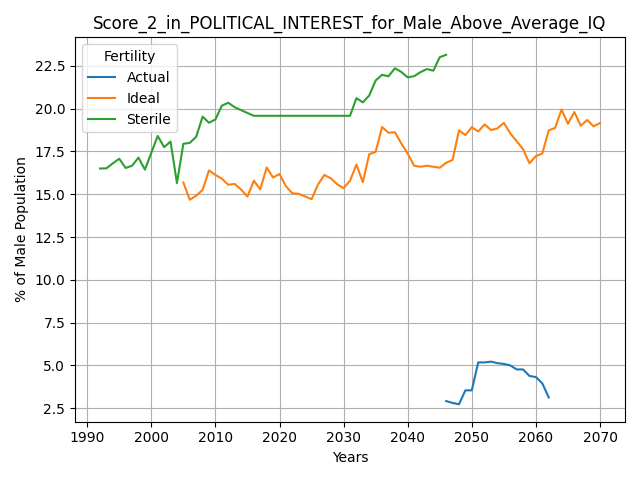 Score_2_in_POLITICAL_INTEREST_for_Male_Above_Average_IQ
Fertility
Actual
Ideal
Sterile
% of Male Population
22.5
20.0
17.5
15.0
12.5
10.0
7.5
5.0
2.5
1990 2000 2010 2020 2030 2040 2050 2060 2070
Years